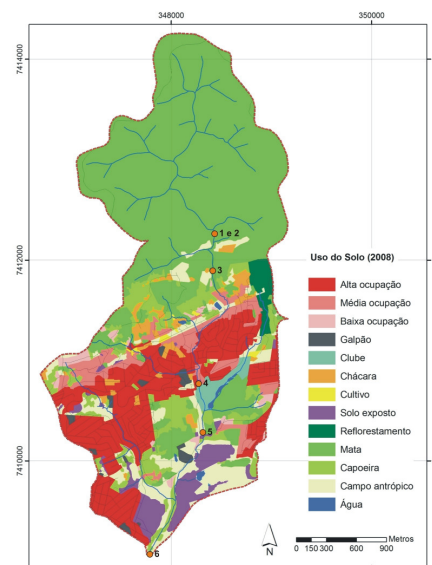 348000
350000
7414000
1 e 2
7412000
3
Uso do Solo (2008)
Alta ocupação
Média ocupação
Baixa ocupação
Galpão
Clube
Chácara
Cultivo
Solo exposto
Reflorestamento
Mata
Capoeira
Campo antrópico
Água
4
5
7410000
6
N
0 150 300 600 900 Metros